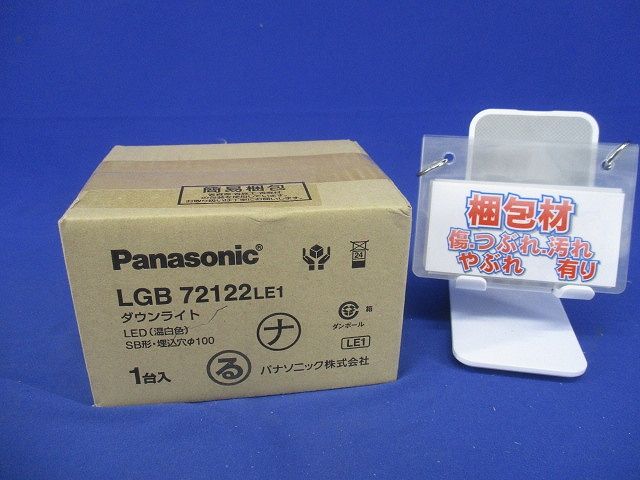 簡易梱包
Panasonic®
LGB 72122 LE1
ダウンライト
LED(温白色)
SB形・埋込穴Φ100
1台入
る
ナ
24
箱
ダンボール
LE1
パナソニック株式会社
梱包材
傷・つぶれ・汚れ
やぶれ 有り